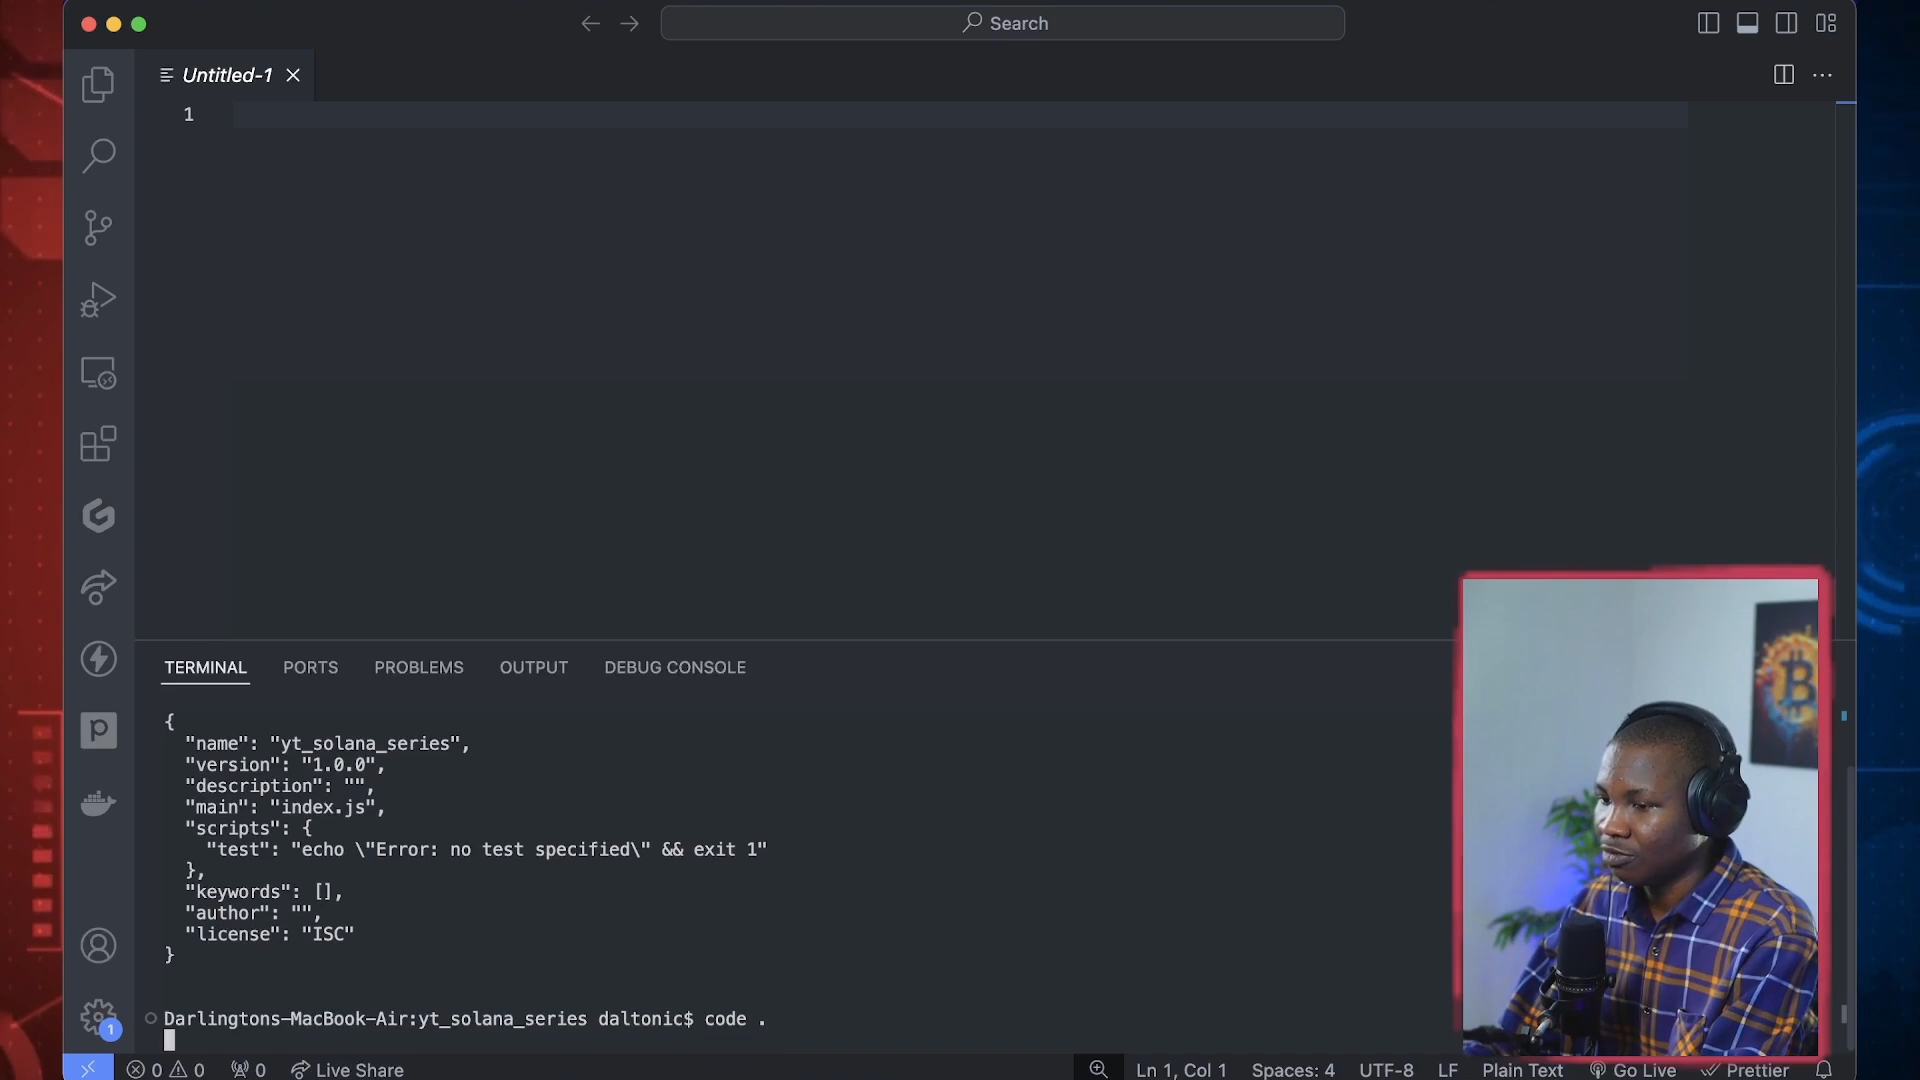 Search
Untitled-1
1
TERMINAL PORTS PROBLEMS OUTPUT DEBUG CONSOLE
{
"name": "yt_solana_series",
"version": "1.0.0",
"description": "",
"main": "index.js",
"scripts": {
"test": "echo \"Error: no test specified\" && exit 1"
},
"keywords": [],
"author": "",
"license": "ISC"
}
Darlingtons-MacBook-Air:yt_solana_series daltonic$ code .
1
0 0 0 Live Share Ln 1, Col 1 Spaces: 4 UTF-8 LF Plain Text Go Live Prettier